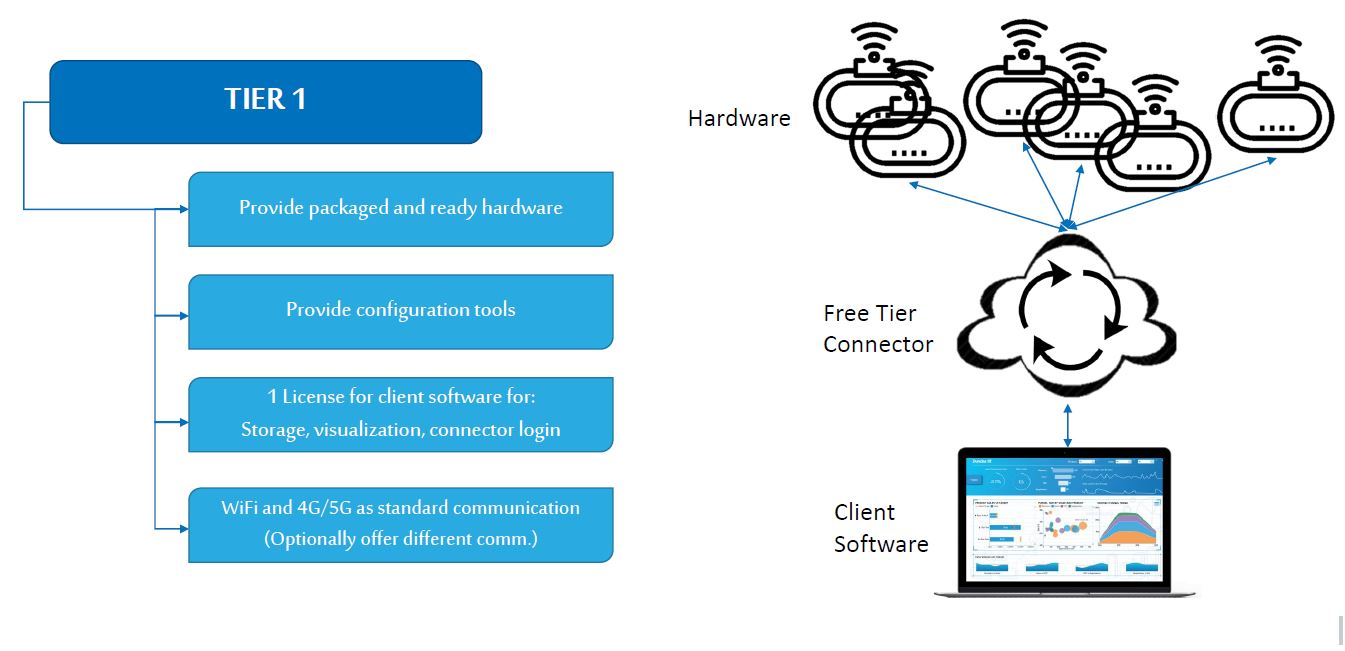 TIER 1
Provide packaged and ready hardware
Provide configuration tools
1 License for client software for:
Storage, visualization, connector login
WiFi and 4G/5G as standard communication
(Optionally offer different comm.)
Hardware
Free Tier
Connector
Client
Software